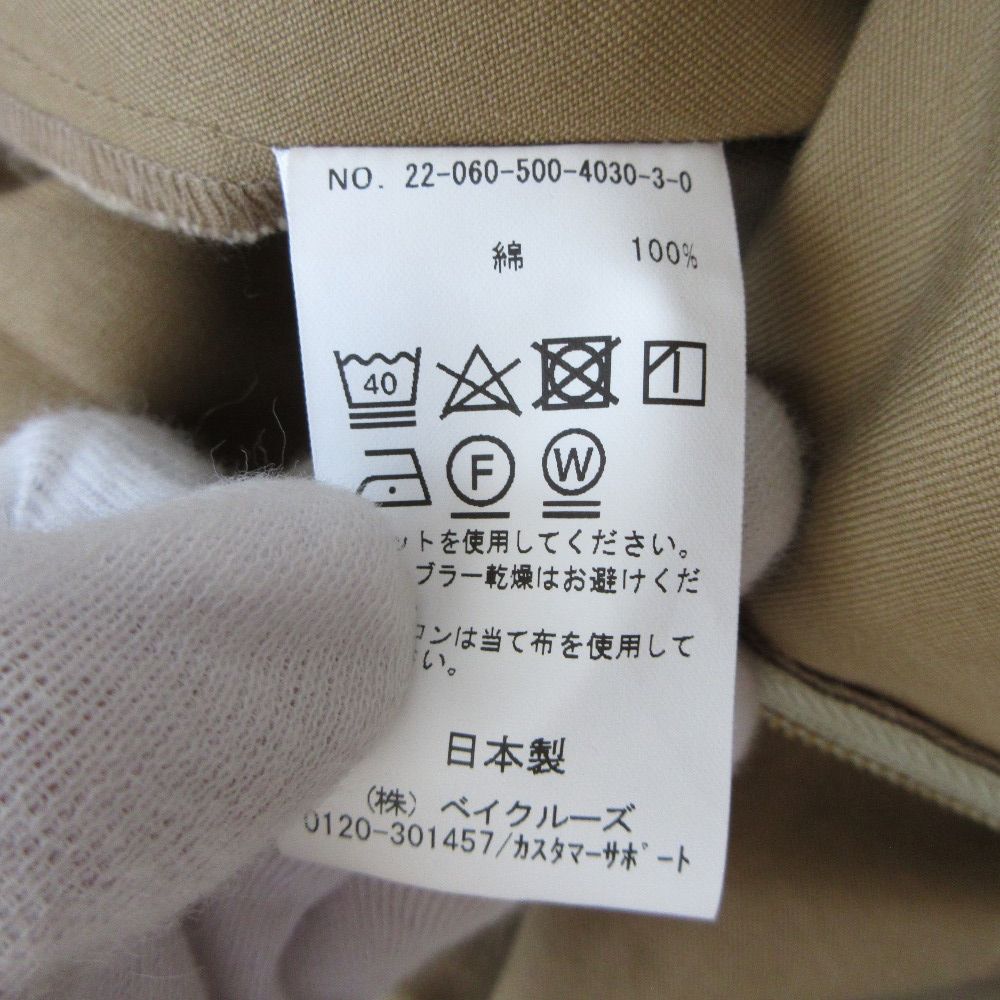 NO. 22-060-500-4030-3-0
綿 100%
40
F W
ットを使用してください。
ブラー乾燥はお避けくだ
ンは当て布を使用して
い。
日本製
(株) ベイクルーズ
0120-301457/カスタマーサポート